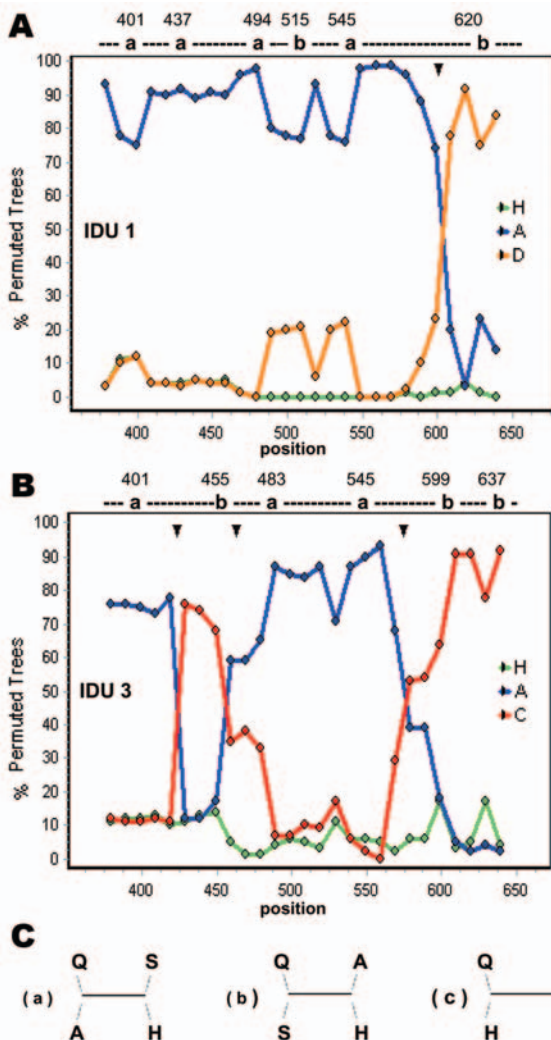 A
401 437 494 515 545 620
---- a ---- a -------- a -- b ---- a ---------------- b -----
100
90
80
70
60
50
40
30
20
10
0
% Permuted Trees
IDU 1
H
A
D
400 450 500 550 600 650
position
B
401 455 483 545 599 637
--- a --------- b ---- a ---------- a --------- b ---- b -
100
90
80
70
60
50
40
30
20
10
0
% Permuted Trees
IDU 3
H
A
C
400 450 500 550 600 650
position
C
Q S Q A Q
(a) (b) (c)
A H S H H